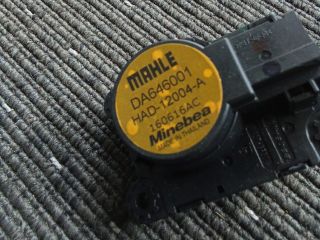 MAHLE
DA646001
HAD-12004-A
160616AC
Minebea
MADE IN THAILAND